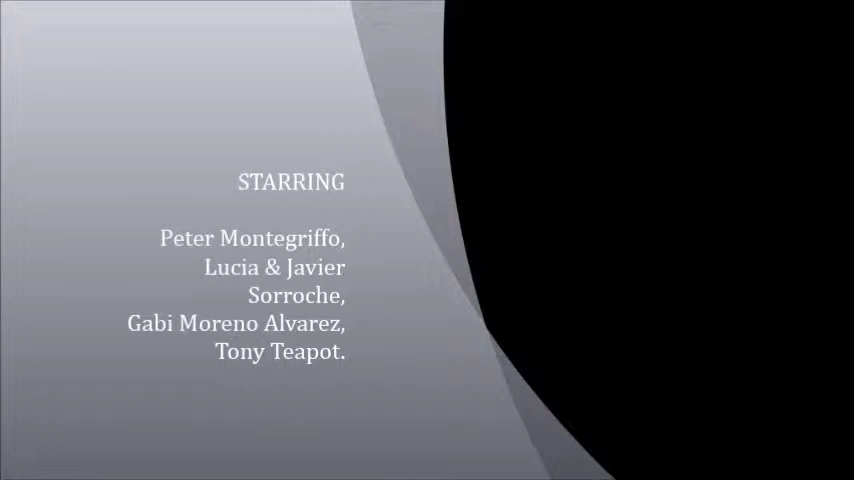 STARRING
Peter Montegriffo,
Lucia & Javier
Sorroche,
Gabi Moreno Alvarez,
Tony Teapot.